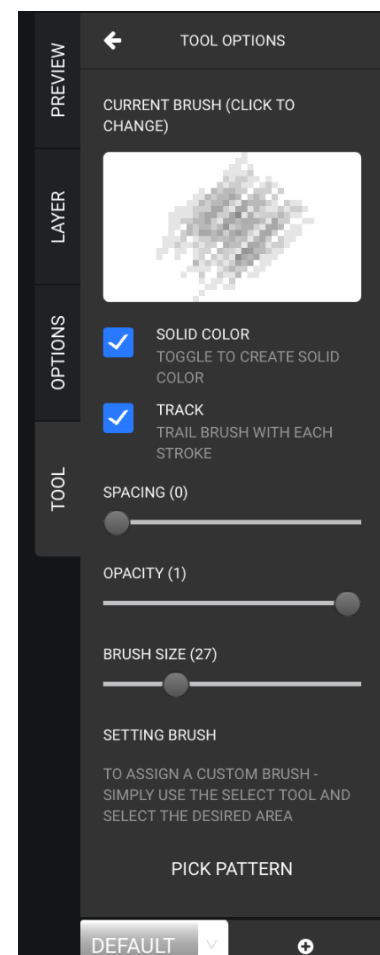 PREVIEW
LAYER
OPTIONS
TOOL
TOOL OPTIONS
CURRENT BRUSH (CLICK TO
CHANGE)
SOLID COLOR
TOGGLE TO CREATE SOLID
COLOR
TRACK
TRAIL BRUSH WITH EACH
STROKE
SPACING (0)
OPACITY (1)
BRUSH SIZE (27)
SETTING BRUSH
TO ASSIGN A CUSTOM BRUSH -
SIMPLY USE THE SELECT TOOL AND
SELECT THE DESIRED AREA
PICK PATTERN
DEFAULT